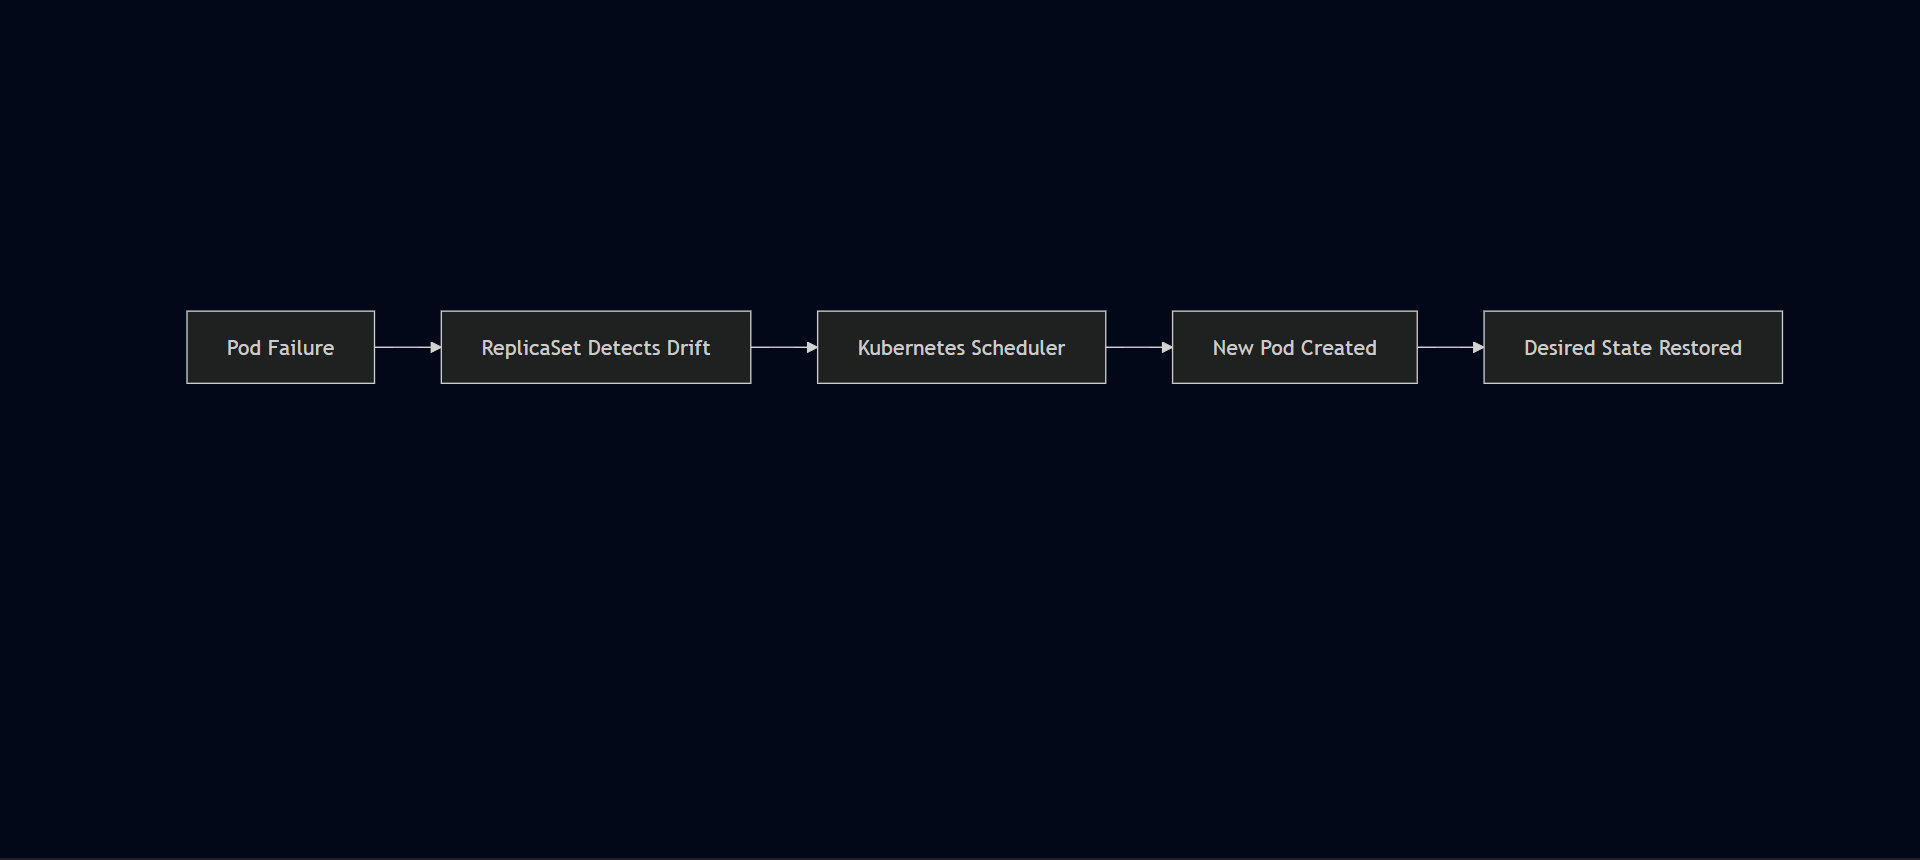 Pod Failure
ReplicaSet Detects Drift
Kubernetes Scheduler
New Pod Created
Desired State Restored